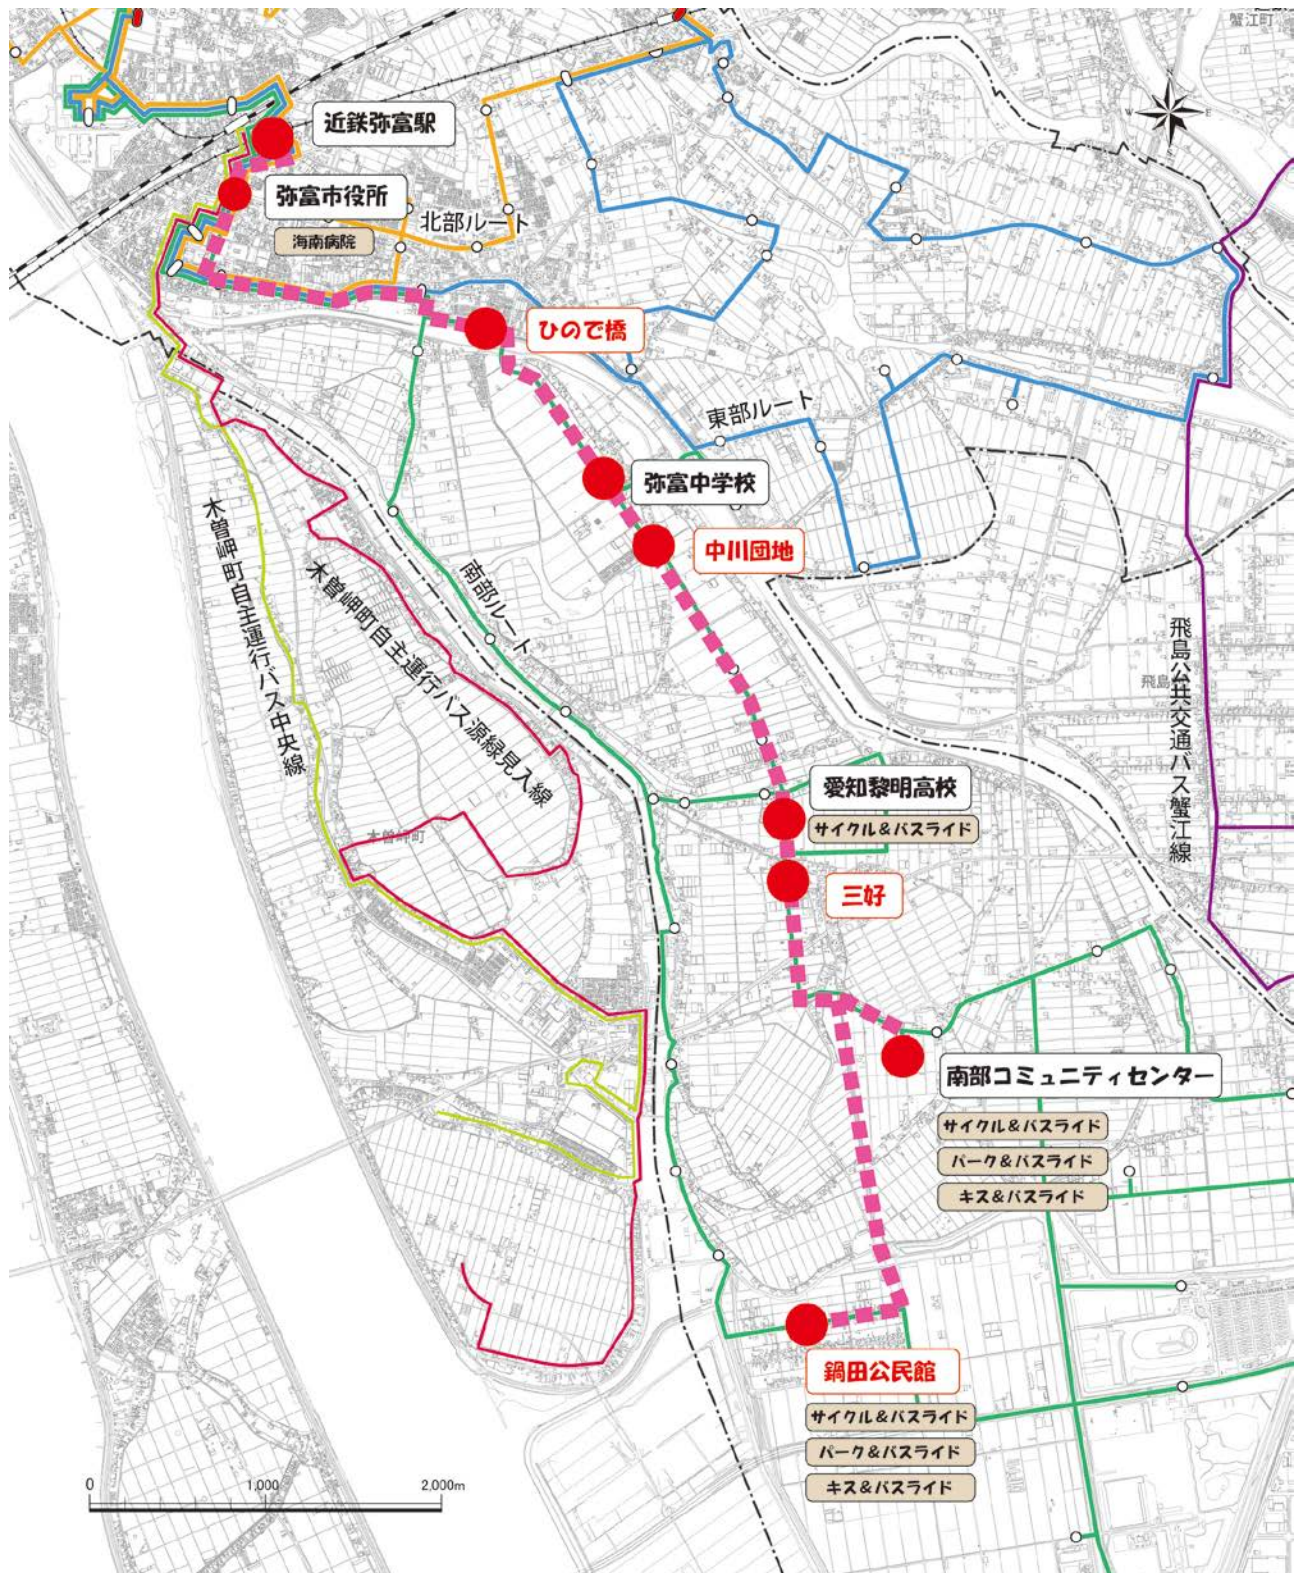 蟹江町
近鉄弥富駅
W
E
弥富市役所
海南病院
北部ルート
ひので橋
東部ルート
弥富中学校
中川団地
木曽岬町自主運行バス中央線
木曽岬町自主運行バス源緑見入線
南部ルート
飛島公共交通バス蟹江線
飛島
愛知黎明高校
サイクル&バスライド
木曽岬町
三好
南部コミュニティセンター
サイクル&バスライド
パーク&バスライド
キス&バスライド
鍋田公民館
サイクル&バスライド
パーク&バスライド
キス&バスライド
0 1,000 2,000m